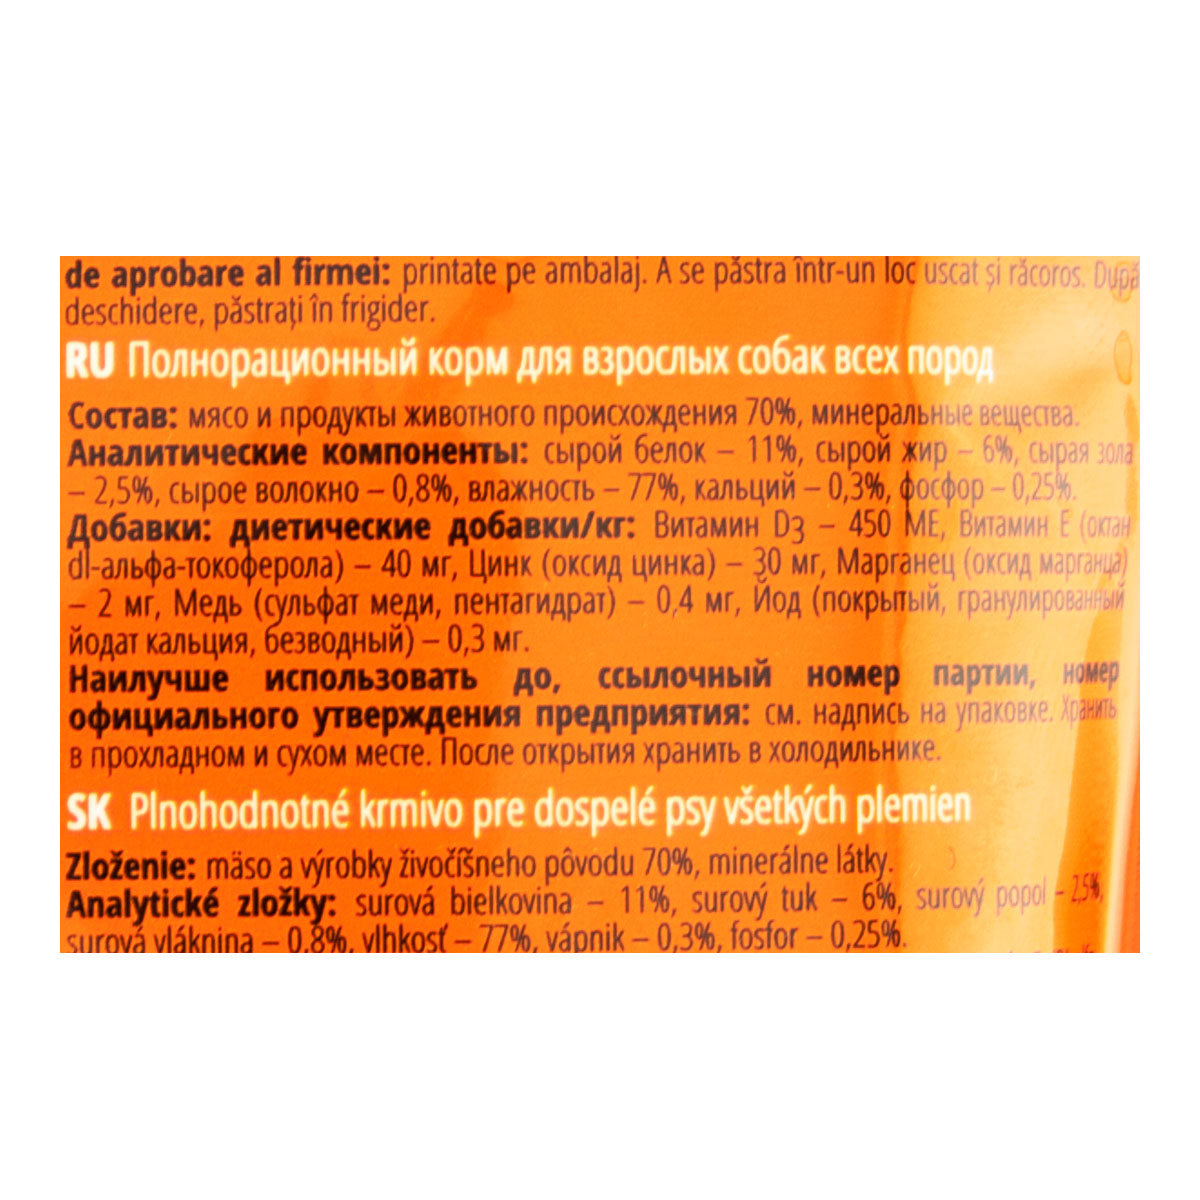 de aprobare al firmei: printate pe ambalaj. A se păstra într-un loc uscat și răcoros. După
deschidere, păstrați în frigider.
RU Полнорационный корм для взрослых собак всех пород
Состав: мясо и продукты животного происхождения 70%, минеральные вещества.
Аналитические компоненты: сырой белок – 11%, сырой жир – 6%, сырая зола
– 2,5%, сырое волокно – 0,8%, влажность – 77%, кальций – 0,3%, фосфор – 0,25%.
Добавки: диетические добавки/кг: Витамин D3 – 450 МЕ, Витамин Е (октан
dl-альфа-токоферола) – 40 мг, Цинк (оксид цинка) – 30 мг, Марганец (оксид марганца)
– 2 мг, Медь (сульфат меди, пентагидрат) – 0,4 мг, Йод (покрытый, гранулированный
йодат кальция, безводный) – 0,3 мг.
Наилучше использовать до, ссылочный номер партии, номер
официального утверждения предприятия: см. надпись на упаковке. Хранить
в прохладном и сухом месте. После открытия хранить в холодильнике.
SK Plnohodnotné krmivo pre dospelé psy všetkých plemien
Zloženie: mäso a výrobky živočíšneho pôvodu 70%, minerálne látky.
Analytické zložky: surová bielkovina – 11%, surový tuk – 6%, surový popol – 2,5%,
surová vláknina – 0,8%, vlhkosť – 77%, vápnik – 0,3%, fosfor – 0,25%.